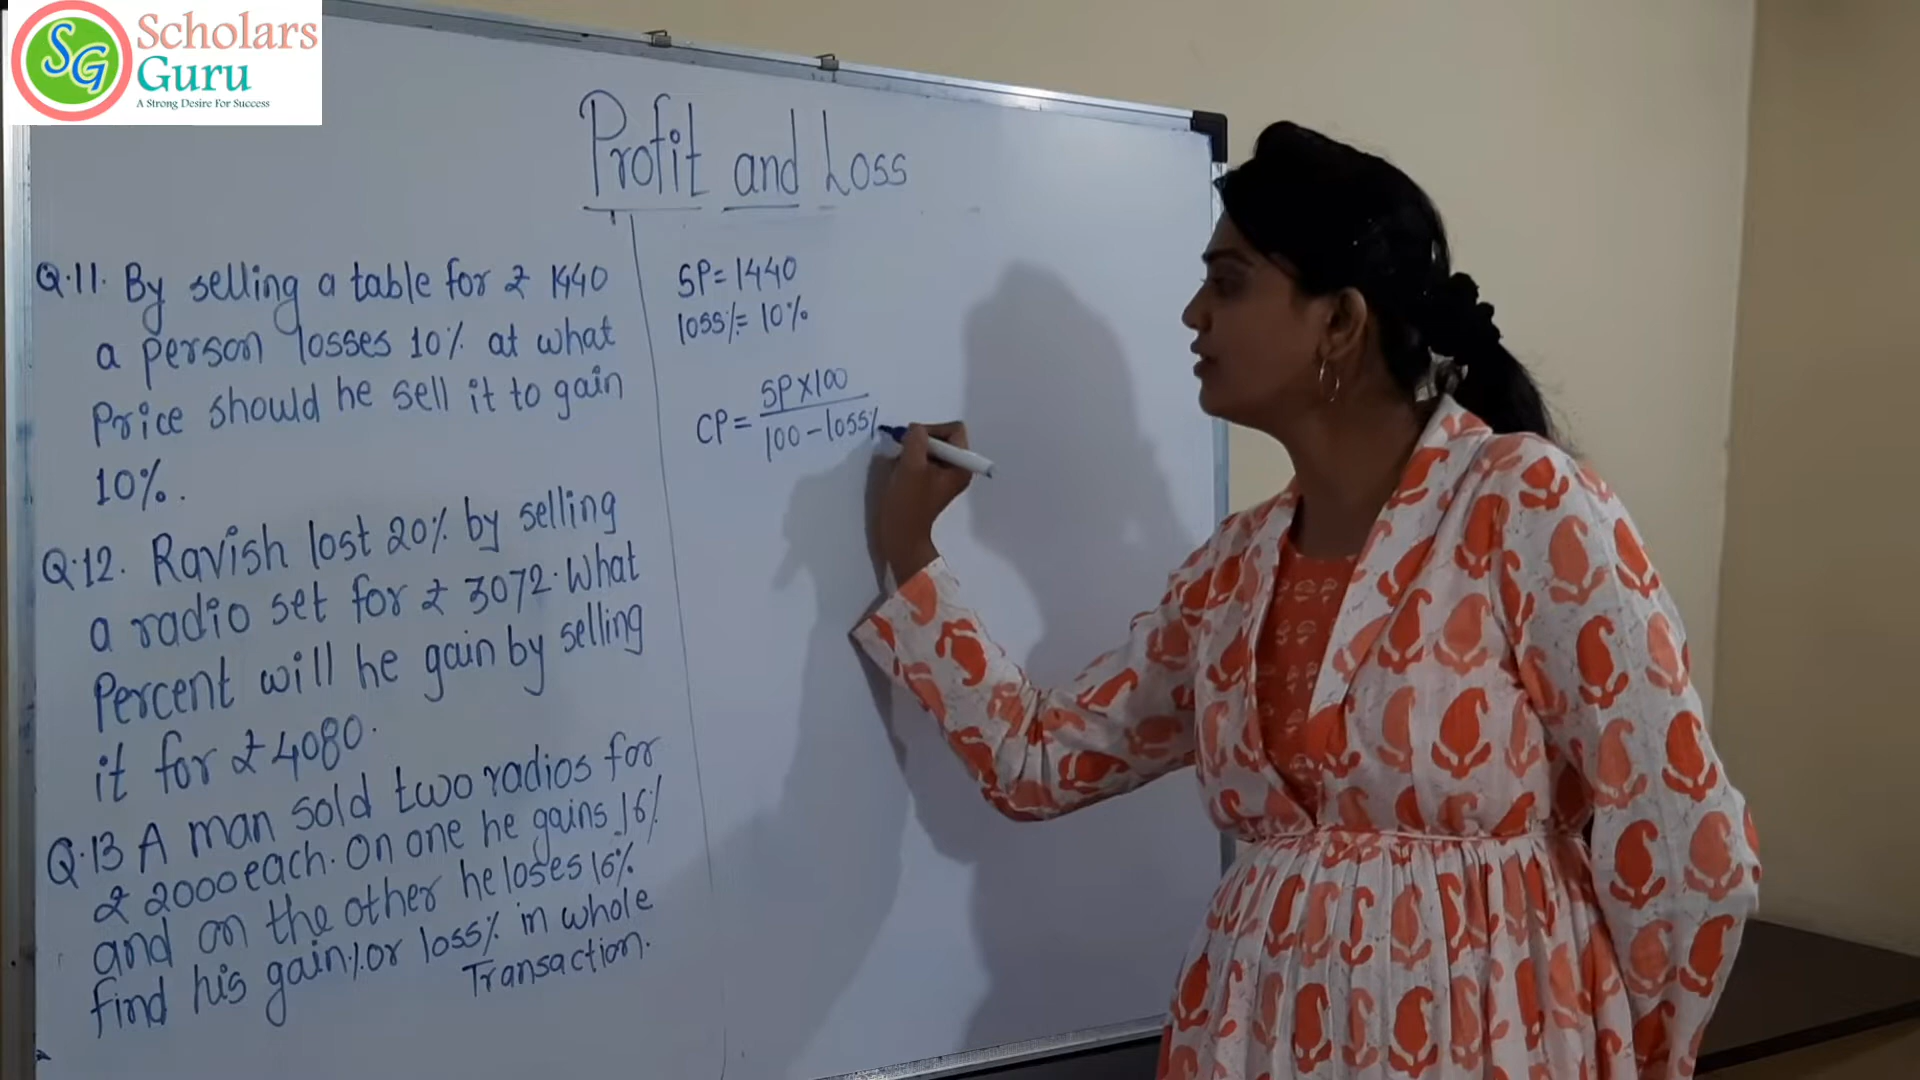 SG
Scholars
Guru
A Strong Desire For Success
Profit and Loss
Q.11. By selling a table for ₹ 1440
a person losses 10% at what
Price should he sell it to gain
10%.
Q.12. Ravish lost 20% by selling
a radio set for ₹ 3072. What
Percent will he gain by selling
it for ₹ 4080.
Q.13 A man sold two radios for
₹ 2000 each. On one he gains 16%
and on the other he loses 16%
find his gain% or loss% in whole
Transaction.
SP = 1440
loss% = 10%
CP = SP X 100
100 - loss%